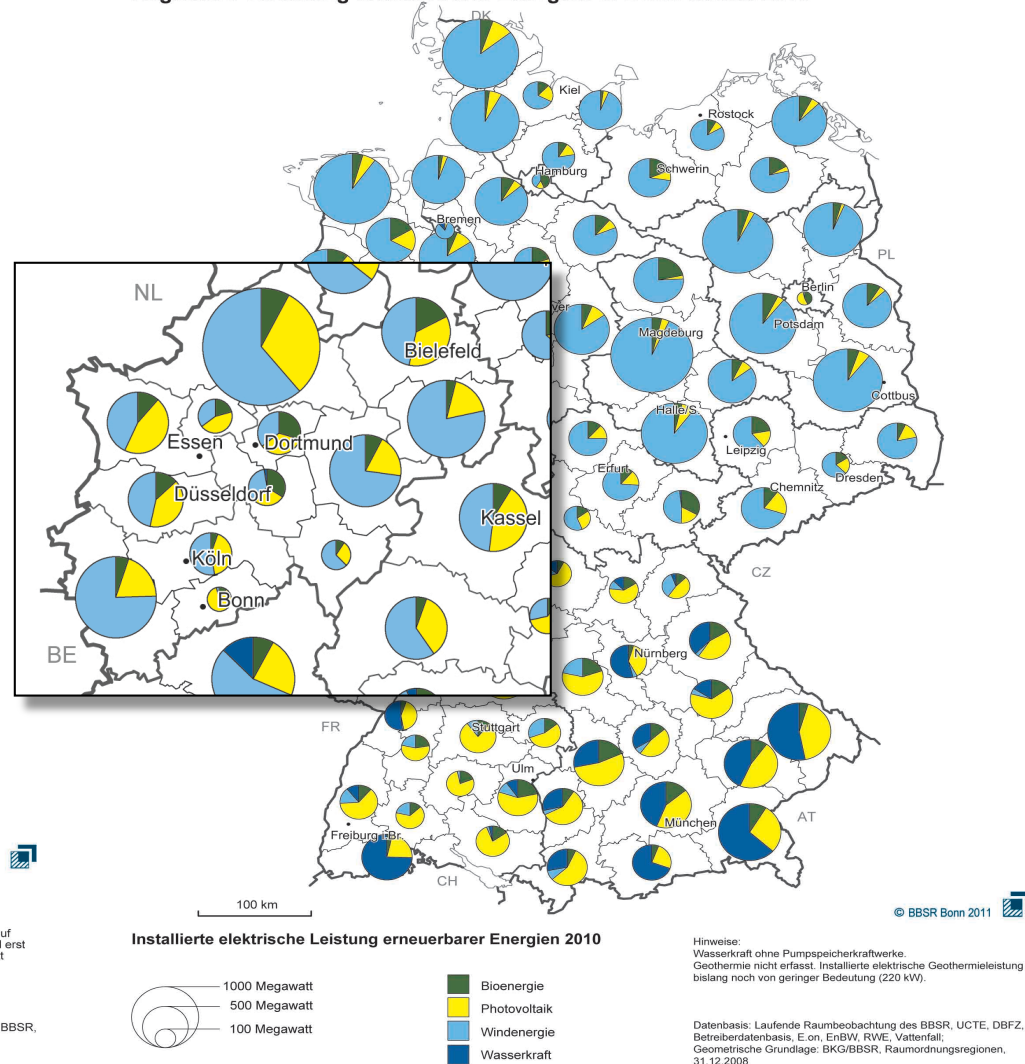 DK
Kiel
Rostock
Hamburg
Schwerin
Bremen
PL
NL
Berlin
Potsdam
Magdeburg
Bielefeld
Cottbus
Halle/S.
Essen
Dortmund
Leipzig
Erfurt
Dresden
Düsseldorf
Chemnitz
Kassel
Köln
CZ
Bonn
BE
Nürnberg
FR
Stuttgart
Ulm
München
AT
Freiburg i.Br.
CH
100 km
© BBSR Bonn 2011
Installierte elektrische Leistung erneuerbarer Energien 2010
1000 Megawatt
500 Megawatt
100 Megawatt
Bioenergie
Photovoltaik
Windenergie
Wasserkraft
Hinweise:
Wasserkraft ohne Pumpspeicherkraftwerke.
Geothermie nicht erfasst. Installierte elektrische Geothermieleistung
bislang noch von geringer Bedeutung (220 kW).
Datenbasis: Laufende Raumbeobachtung des BBSR, UCTE, DBFZ,
Betreiberdatenbasis, E.on, EnBW, RWE, Vattenfall;
Geometrische Grundlage: BKG/BBSR, Raumordnungsregionen,
31.12.2008
uf
erst
BBSR,